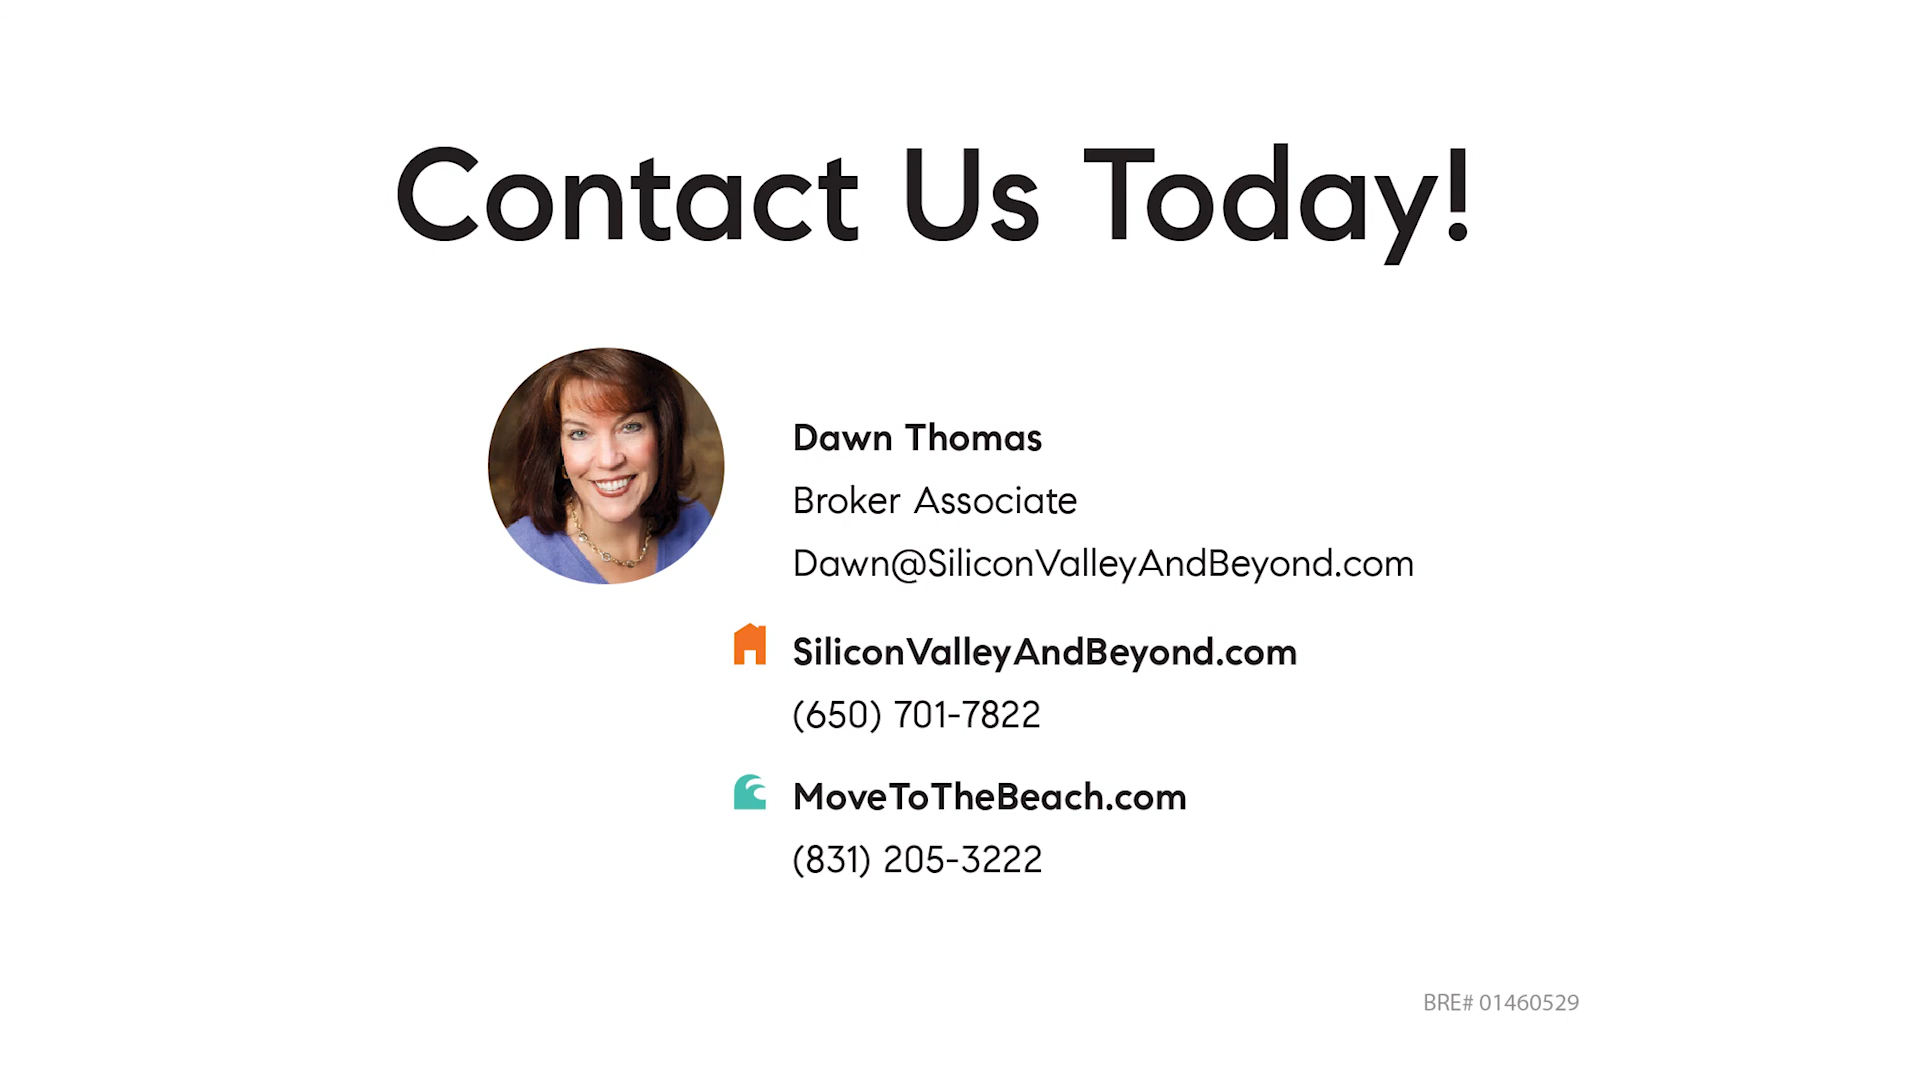 Contact Us Today!
Dawn Thomas
Broker Associate
Dawn@SiliconValleyAndBeyond.com
SiliconValleyAndBeyond.com
(650) 701-7822
MoveToTheBeach.com
(831) 205-3222
BRE# 01460529